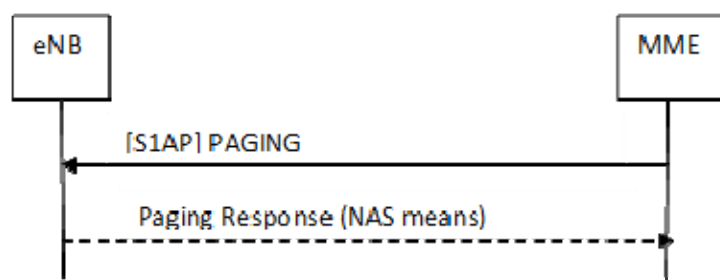 eNB
MME
[S1AP] PAGING
Paging Response (NAS means)